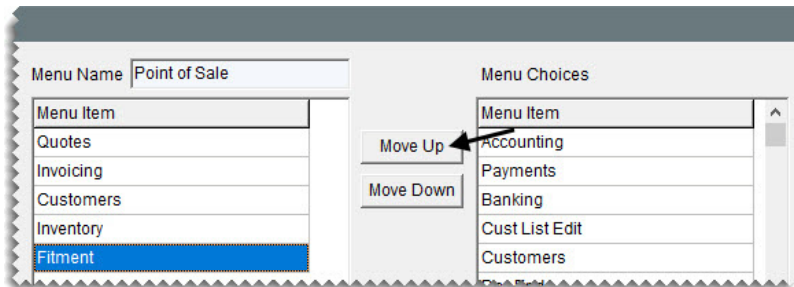 Menu Name Point of Sale
Menu Choices
Menu Item
Quotes
Invoicing
Customers
Inventory
Fitment
Move Up
Move Down
Menu Item
Accounting
Payments
Banking
Cust List Edit
Customers